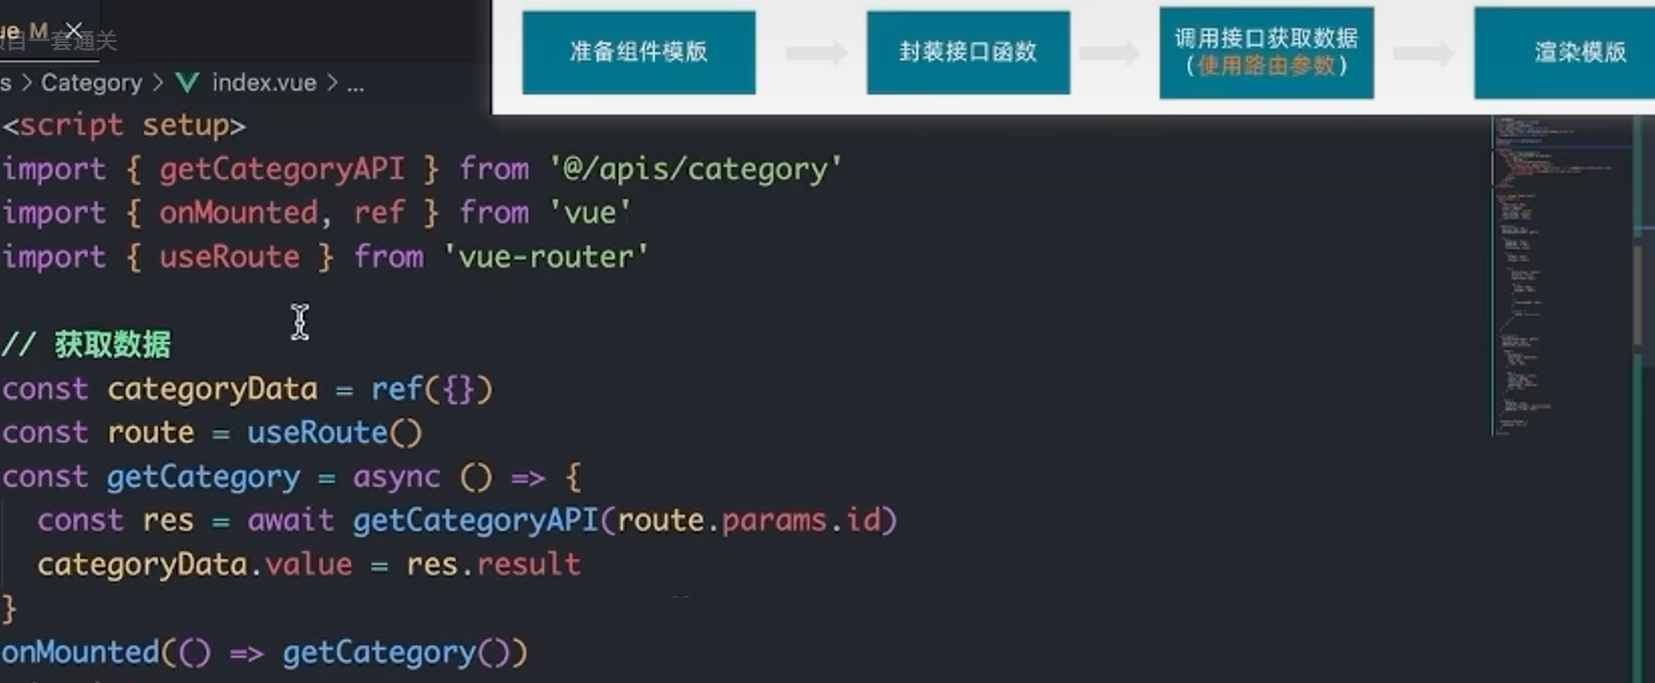 ue M ×
项目一套通关
准备组件模版
封装接口函数
调用接口获取数据
(使用路由参数)
渲染模版
s > Category > index.vue > ...
<script setup>
import { getCategoryAPI } from '@/apis/category'
import { onMounted, ref } from 'vue'
import { useRoute } from 'vue-router'
// 获取数据
const categoryData = ref({})
const route = useRoute()
const getCategory = async () => {
  const res = await getCategoryAPI(route.params.id)
  categoryData.value = res.result
}
onMounted(() => getCategory())